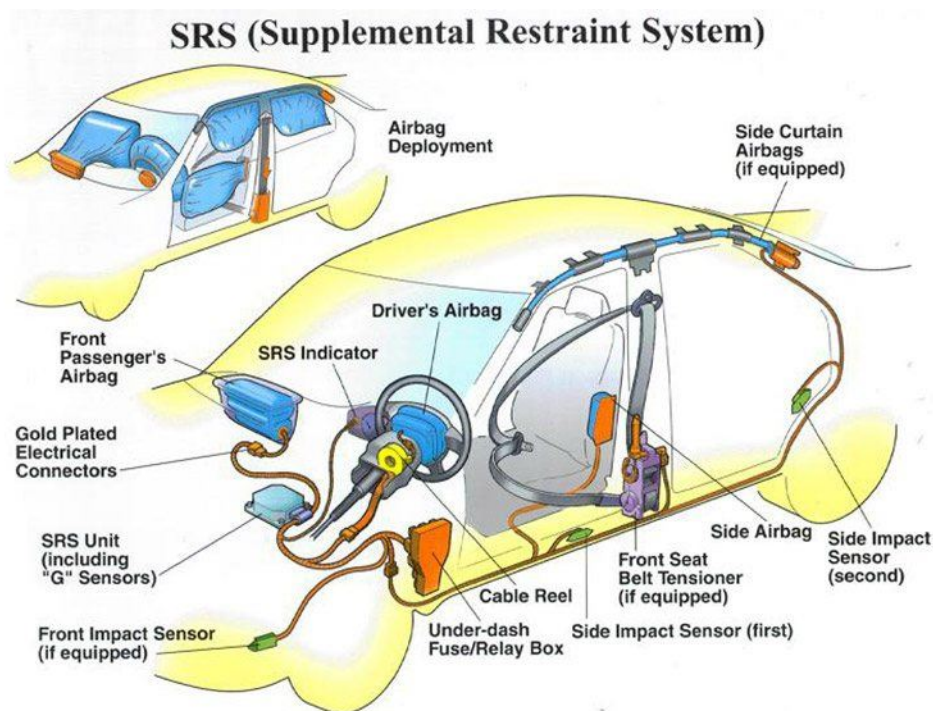 SRS (Supplemental Restraint System)
Airbag
Deployment
Side Curtain
Airbags
(if equipped)
Driver's Airbag
Front
Passenger's
Airbag
SRS Indicator
Gold Plated
Electrical
Connectors
SRS Unit
(including
"G" Sensors)
Side Airbag
Side Impact
Sensor
(second)
Front Seat
Belt Tensioner
(if equipped)
Cable Reel
Side Impact Sensor (first)
Under-dash
Fuse/Relay Box
Front Impact Sensor
(if equipped)